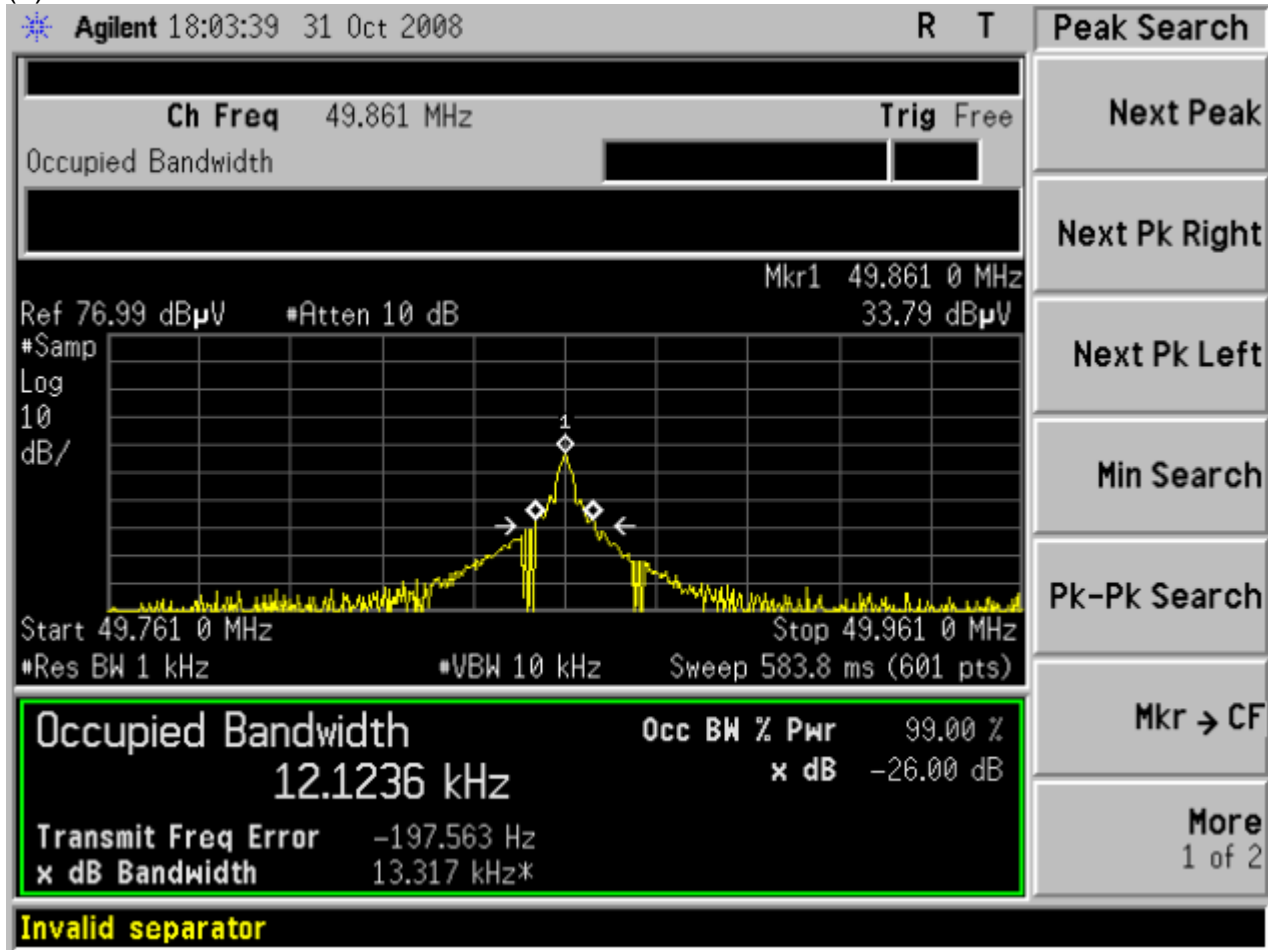 Agilent 18:03:39 31 Oct 2008 R T
Peak Search
Ch Freq 49.861 MHz Trig Free
Occupied Bandwidth
Next Peak
Next Pk Right
Mkr1 49.861 0 MHz
Ref 76.99 dBµV #Atten 10 dB 33.79 dBµV
#Samp
Log
10
dB/
1
Next Pk Left
Min Search
Pk-Pk Search
Start 49.761 0 MHz Stop 49.961 0 MHz
#Res BW 1 kHz #VBW 10 kHz Sweep 583.8 ms (601 pts)
Occupied Bandwidth Occ BW % Pwr 99.00 %
12.1236 kHz x dB -26.00 dB
Transmit Freq Error -197.563 Hz
x dB Bandwidth 13.317 kHz*
Mkr → CF
More
1 of 2
Invalid separator